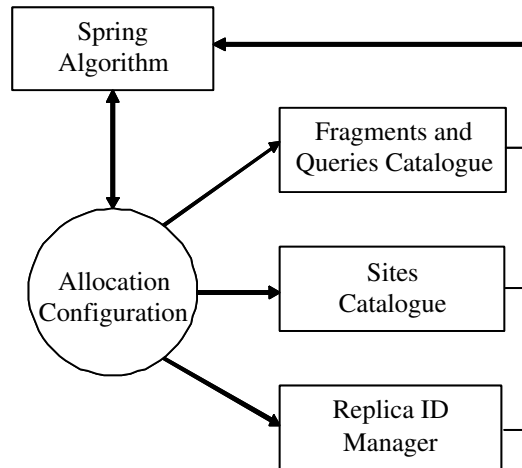 Spring
Algorithm
Fragments and
Queries Catalogue
Allocation
Configuration
Sites
Catalogue
Replica ID
Manager